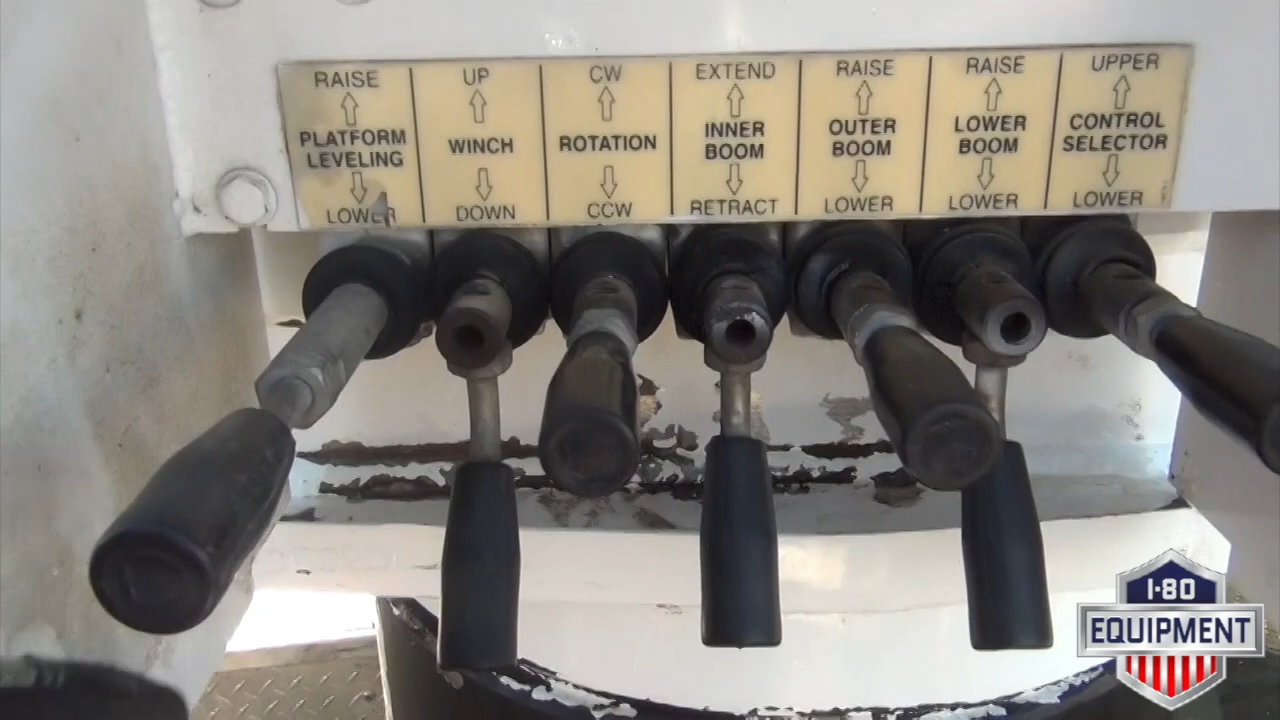 RAISE
PLATFORM
LEVELING
LOWER
UP
WINCH
DOWN
CW
ROTATION
CCW
EXTEND
INNER
BOOM
RETRACT
RAISE
OUTER
BOOM
LOWER
RAISE
LOWER
BOOM
LOWER
UPPER
CONTROL
SELECTOR
LOWER
I-80
EQUIPMENT